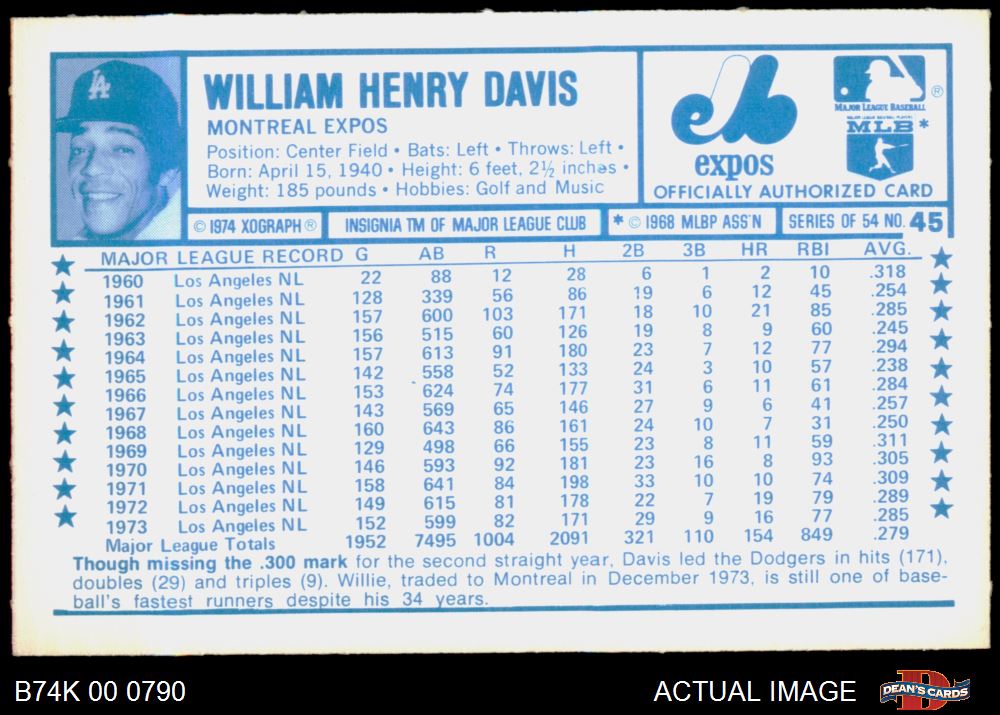 LA
WILLIAM HENRY DAVIS
MONTREAL EXPOS
Position: Center Field • Bats: Left • Throws: Left •
Born: April 15, 1940 • Height: 6 feet, 2½ inches •
Weight: 185 pounds • Hobbies: Golf and Music
expos
MAJOR LEAGUE BASEBALL
®
MLB *
OFFICIALLY AUTHORIZED CARD
© 1974 XOGRAPH ® INSIGNIA TM OF MAJOR LEAGUE CLUB * © 1968 MLBP ASS'N SERIES OF 54 NO. 45
MAJOR LEAGUE RECORD G AB R H 2B 3B HR RBI AVG.
1960 Los Angeles NL 22 88 12 28 6 1 2 10 .318
1961 Los Angeles NL 128 339 56 86 19 6 12 45 .254
1962 Los Angeles NL 157 600 103 171 18 10 21 85 .285
1963 Los Angeles NL 156 515 60 126 19 8 9 60 .245
1964 Los Angeles NL 157 613 91 180 23 7 12 77 .294
1965 Los Angeles NL 142 558 52 133 24 3 10 57 .238
1966 Los Angeles NL 153 624 74 177 31 6 11 61 .284
1967 Los Angeles NL 143 569 65 146 27 9 6 41 .257
1968 Los Angeles NL 160 643 86 161 24 10 7 31 .250
1969 Los Angeles NL 129 498 66 155 23 8 11 59 .311
1970 Los Angeles NL 146 593 92 181 23 16 8 93 .305
1971 Los Angeles NL 158 641 84 198 33 10 10 74 .309
1972 Los Angeles NL 149 615 81 178 22 7 19 79 .289
1973 Los Angeles NL 152 599 82 171 29 9 16 77 .285
Major League Totals 1952 7495 1004 2091 321 110 154 849 .279
Though missing the .300 mark for the second straight year, Davis led the Dodgers in hits (171),
doubles (29) and triples (9). Willie, traded to Montreal in December 1973, is still one of base-
ball's fastest runners despite his 34 years.
B74K 00 0790
ACTUAL IMAGE
DEAN'S CARDS